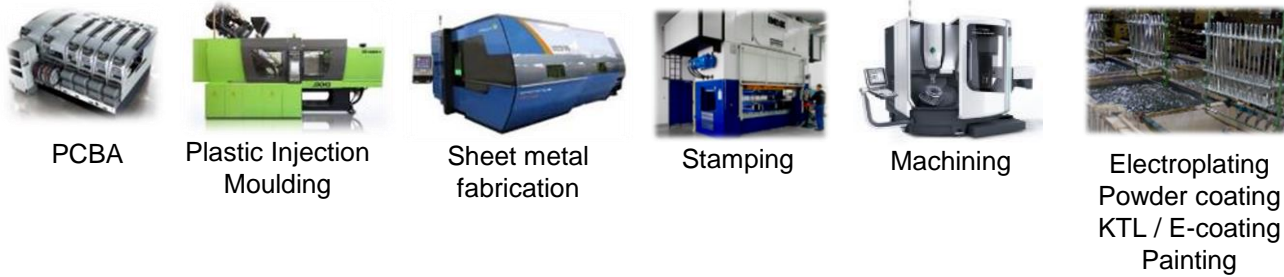 PCBA
Plastic Injection
Moulding
Sheet metal
fabrication
Stamping
Machining
Electroplating
Powder coating
KTL / E-coating
Painting